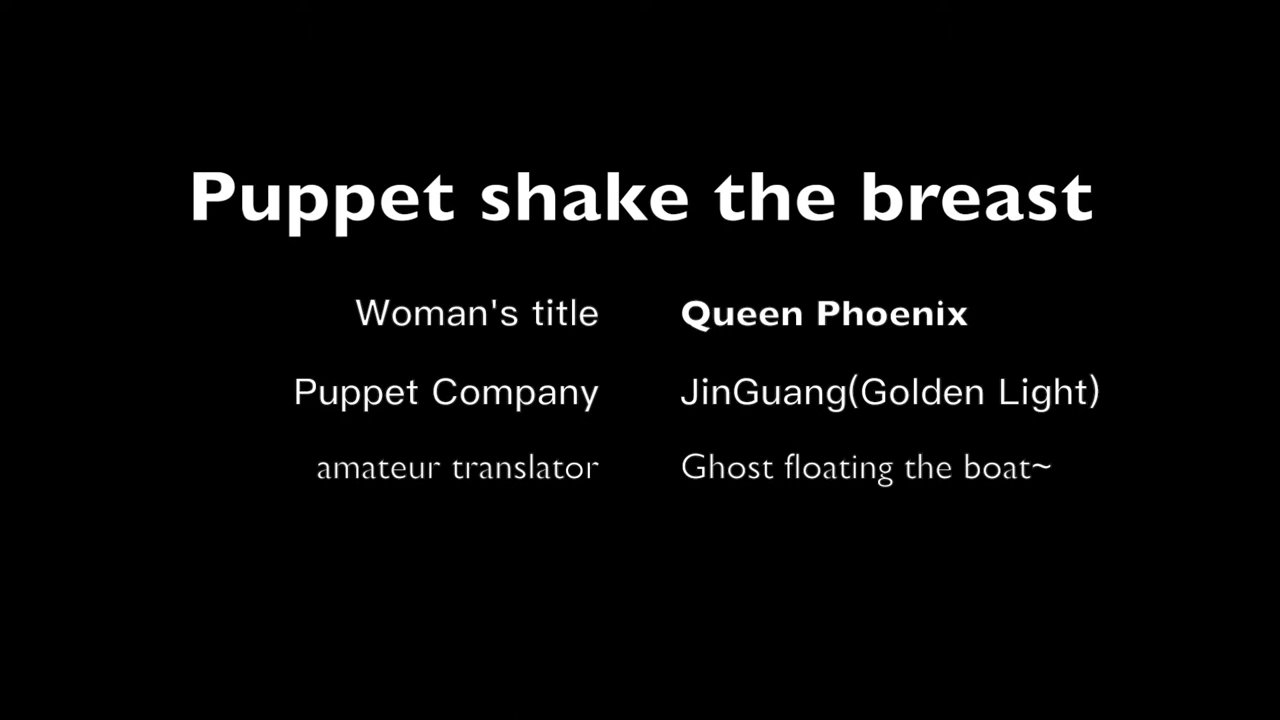 Puppet shake the breast
Woman's title Queen Phoenix
Puppet Company JinGuang(Golden Light)
amateur translator Ghost floating the boat~